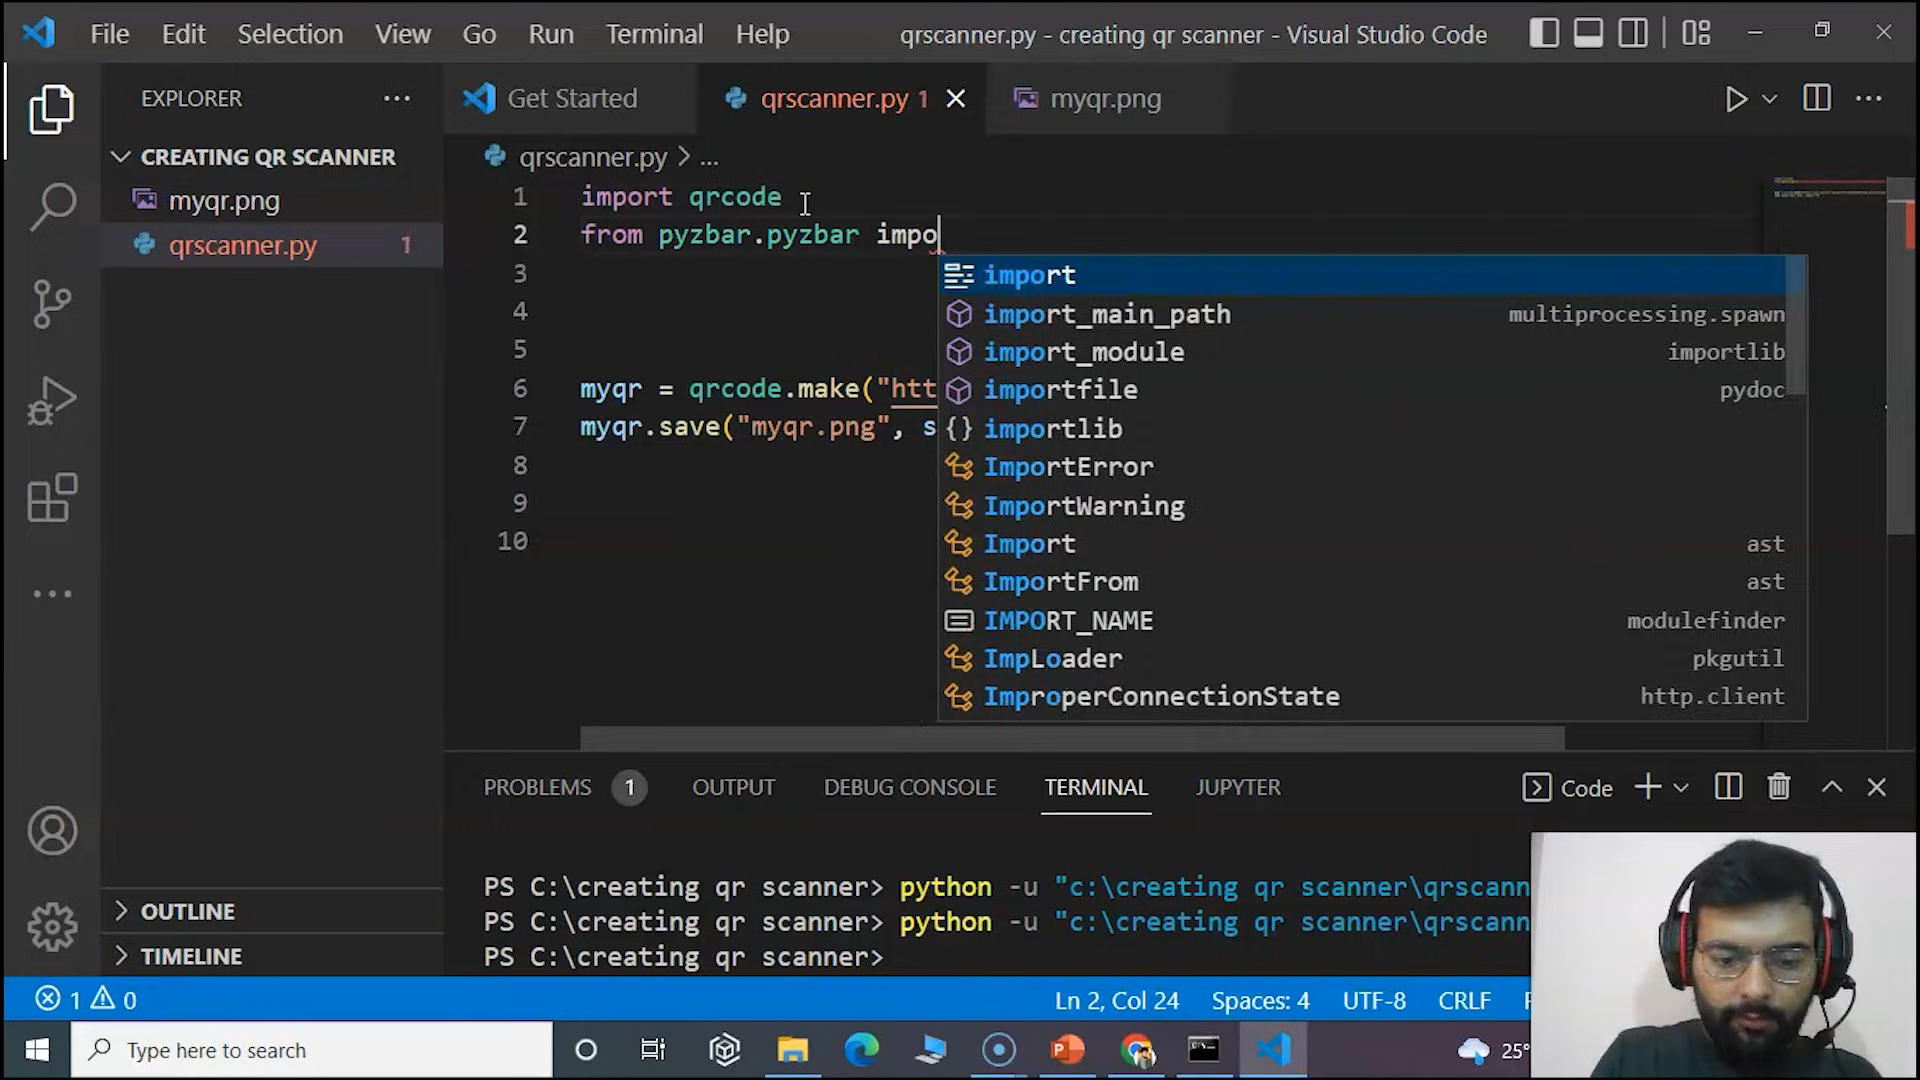 File Edit Selection View Go Run Terminal Help qrscanner.py - creating qr scanner - Visual Studio Code
EXPLORER ···
Get Started qrscanner.py 1 myqr.png
CREATING QR SCANNER
myqr.png
qrscanner.py 1
qrscanner.py > ...
1 import qrcode
2 from pyzbar.pyzbar impo
3
4
5
6 myqr = qrcode.make("htt
7 myqr.save("myqr.png", s
8
9
10
import
import_main_path multiprocessing.spawn
import_module importlib
importfile pydoc
{} importlib
ImportError
ImportWarning
Import ast
ImportFrom ast
IMPORT_NAME modulefinder
ImpLoader pkgutil
ImproperConnectionState http.client
PROBLEMS 1 OUTPUT DEBUG CONSOLE TERMINAL JUPYTER Code
PS C:\creating qr scanner> python -u "c:\creating qr scanner\qrscann
PS C:\creating qr scanner> python -u "c:\creating qr scanner\qrscann
PS C:\creating qr scanner>
OUTLINE
TIMELINE
1 0 Ln 2, Col 24 Spaces: 4 UTF-8 CRLF
Type here to search 25°